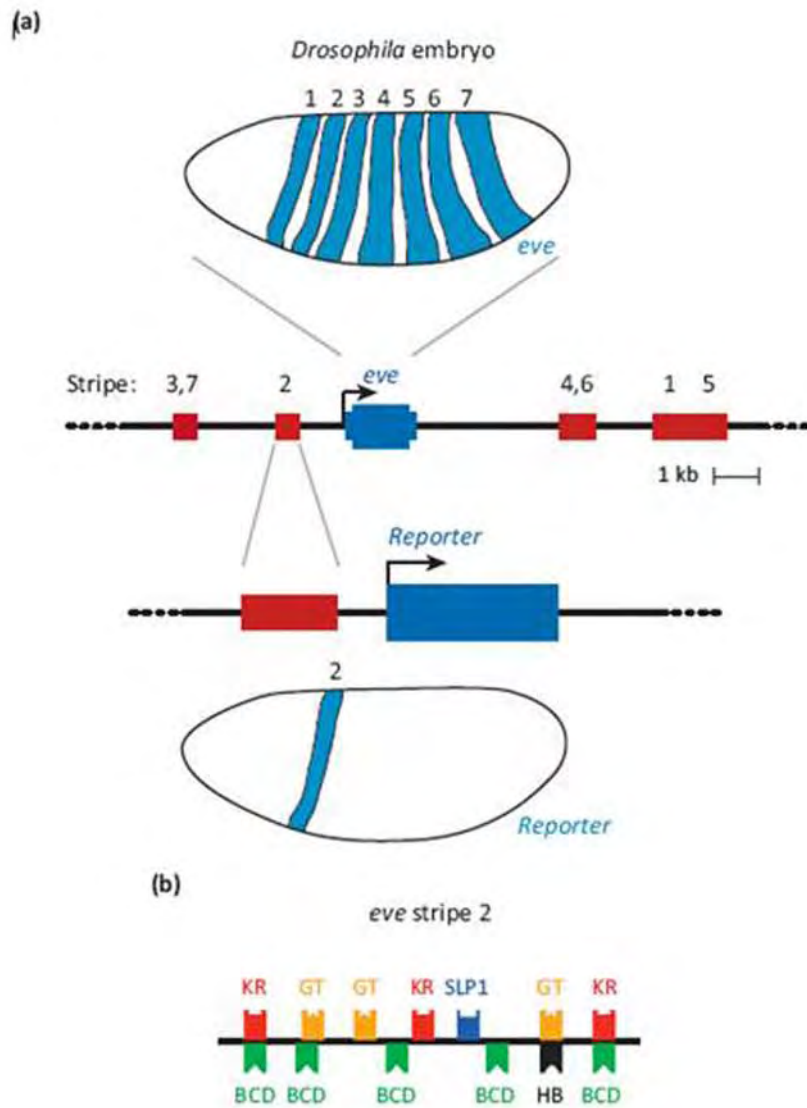 (a)
Drosophila embryo
1 2 3 4 5 6 7
eve
eve
Stripe: 3,7 2 4,6 1 5
1 kb
Reporter
2
Reporter
(b)
eve stripe 2
KR GT GT KR SLP1 GT KR
BCD BCD BCD BCD HB BCD